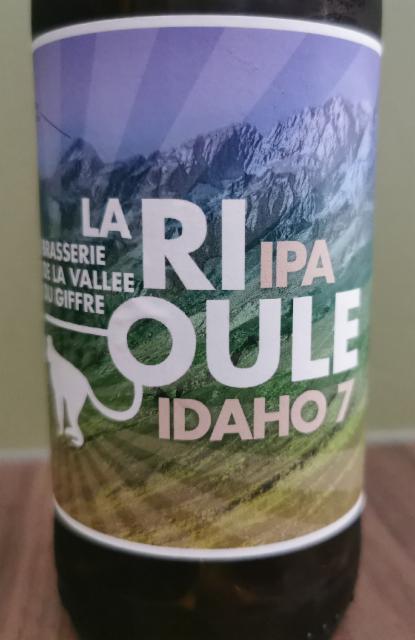 LA RI
BRASSERIE
DE LA VALLEE
DU GIFFRE
IPA
OULE
IDAHO 7